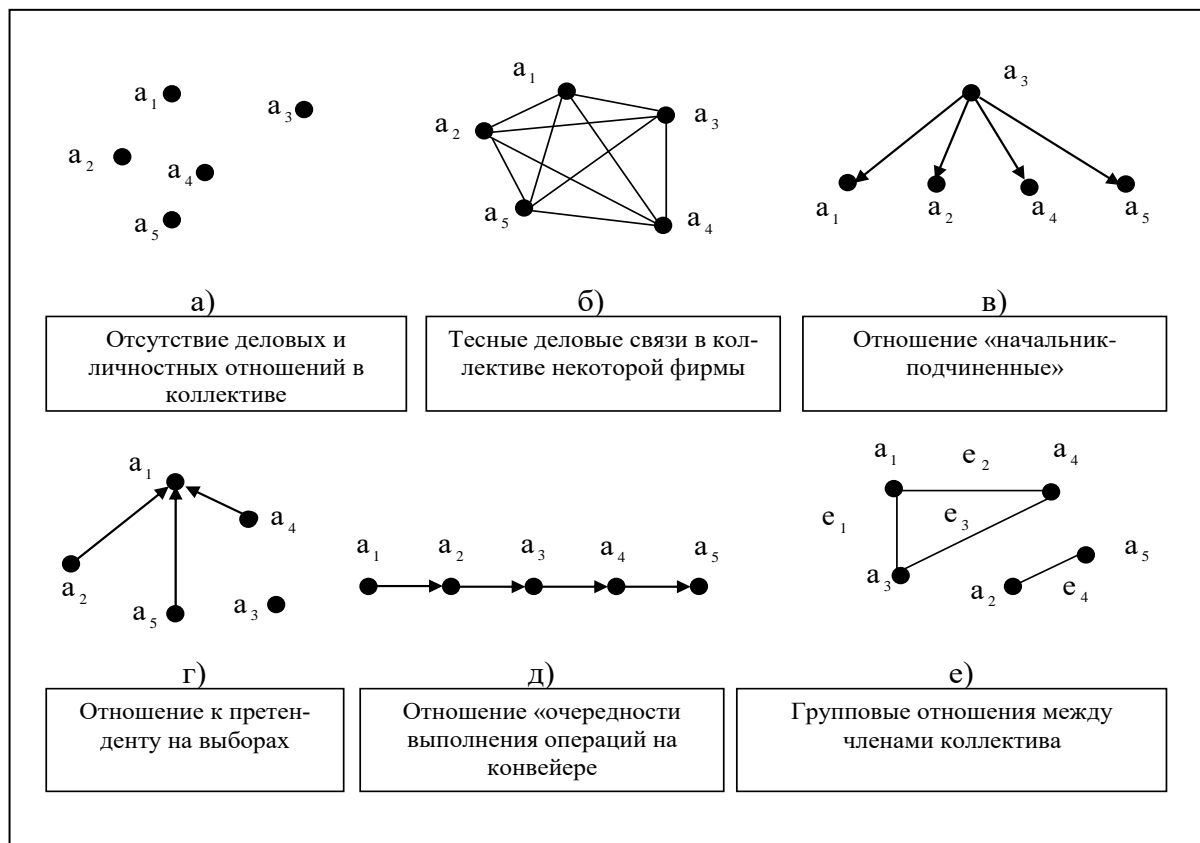 a₁
a₃
a₂
a₄
a₅
a₁
a₂
a₃
a₅
a₄
a₃
a₁
a₂
a₄
a₅
а)
б)
в)
Отсутствие деловых и
личностных отношений в
коллективе
Тесные деловые связи в кол-
лективе некоторой фирмы
Отношение «начальник-
подчиненные»
a₁
a₄
a₂
a₅
a₃
a₁ a₂ a₃ a₄ a₅
a₁
e₂
a₄
e₁
e₃
a₃
a₅
a₂
e₄
г)
д)
е)
Отношение к претен-
денту на выборах
Отношение «очередности
выполнения операций на
конвейере
Групповые отношения между
членами коллектива